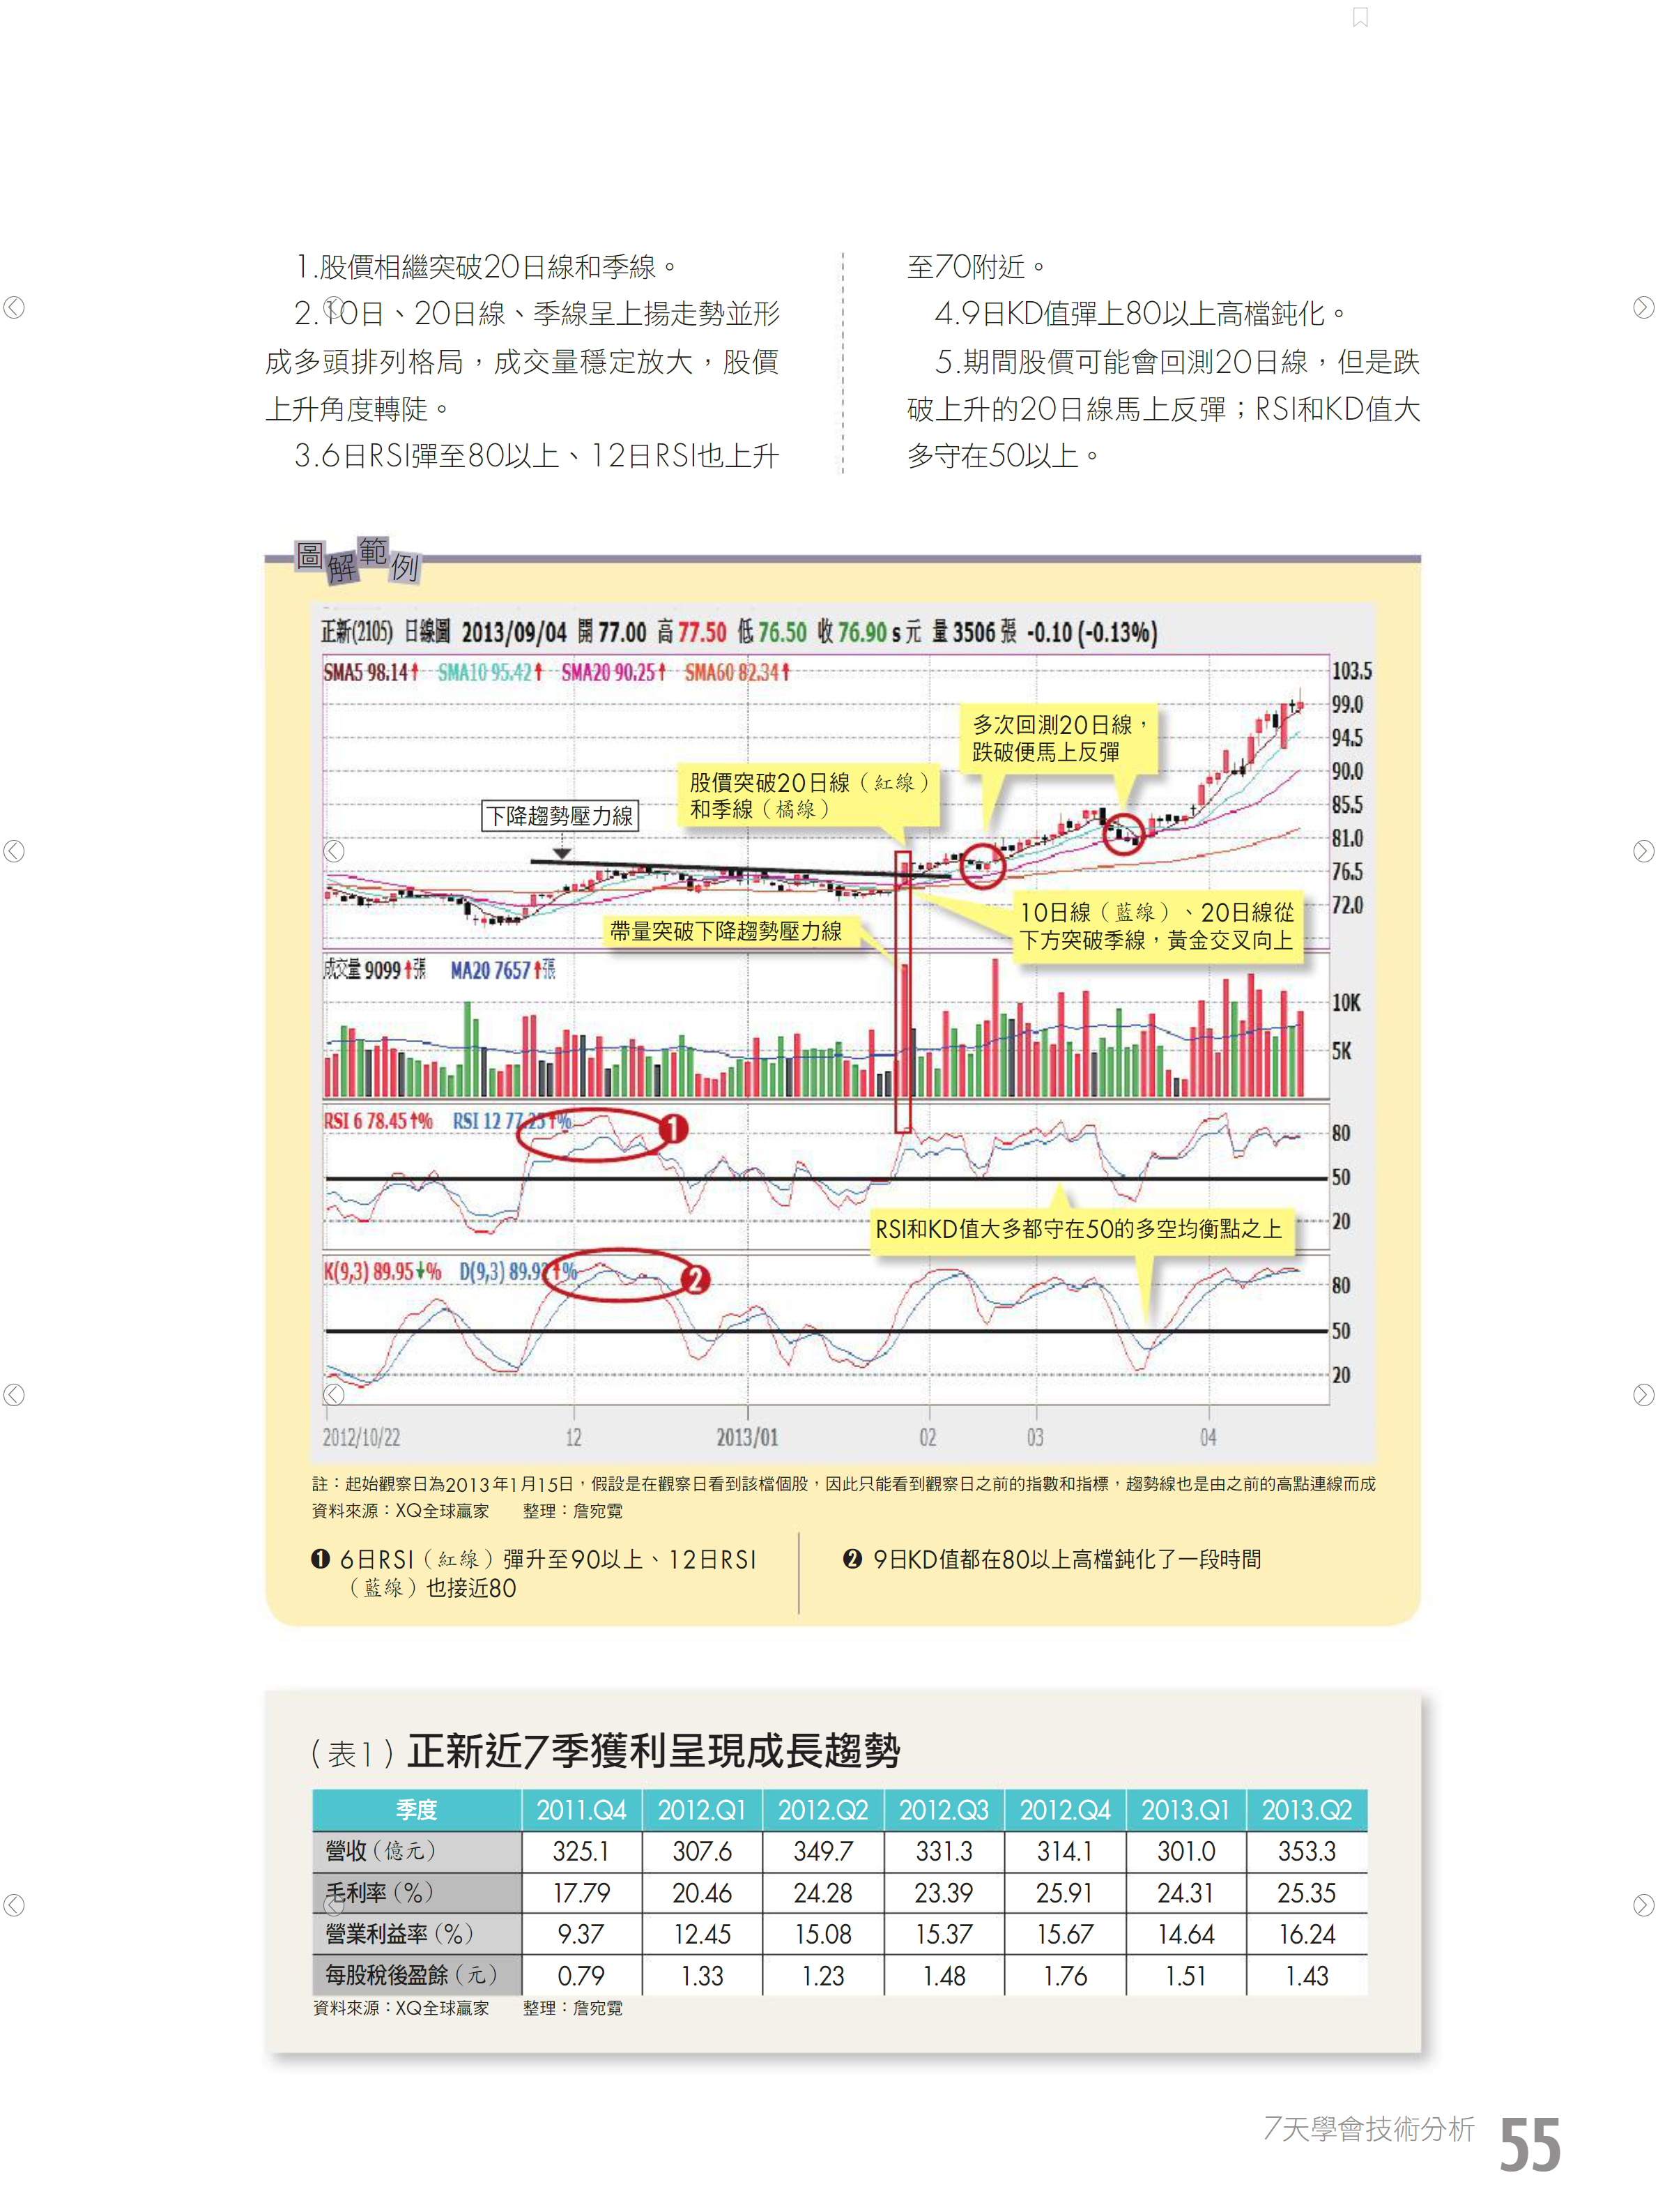 1.股價相繼突破20日線和季線。
2.10日、20日線、季線呈上揚走勢並形
成多頭排列格局，成交量穩定放大，股價
上升角度轉陡。
3.6日RSI彈至80以上、12日RSI也上升
至70附近。
4.9日KD值彈上80以上高檔鈍化。
5.期間股價可能會回測20日線，但是跌
破上升的20日線馬上反彈；RSI和KD值大
多守在50以上。
圖解範例
正新(2105) 日線圖 2013/09/04 開 77.00 高 77.50 低 76.50 收 76.90 s 元 量 3506 張 -0.10 (-0.13%)
SMA5 98.14↑ SMA10 95.42↑ SMA20 90.25↑ SMA60 82.34↑
103.5
99.0
94.5
90.0
85.5
81.0
76.5
72.0
多次回測20日線，
跌破便馬上反彈
股價突破20日線（紅線）
和季線（橘線）
下降趨勢壓力線
10日線（藍線）、20日線從
下方突破季線，黃金交叉向上
帶量突破下降趨勢壓力線
成交量 9099↑張 MA20 7657↑張
10K
5K
RSI 6 78.45↑% RSI 12 77.25↑%
1
80
50
20
RSI和KD值大多都守在50的多空均衡點之上
K(9,3) 89.95↓% D(9,3) 89.9 ↑%
2
80
50
20
2012/10/22 12 2013/01 02 03 04
註：起始觀察日為2013年1月15日，假設是在觀察日看到該檔個股，因此只能看到觀察日之前的指數和指標，趨勢線也是由之前的高點連線而成
資料來源：XQ全球贏家 整理：詹宛霓
❶ 6日RSI（紅線）彈升至90以上、12日RSI
（藍線）也接近80
❷ 9日KD值都在80以上高檔鈍化了一段時間
（表1）正新近7季獲利呈現成長趨勢
季度 2011.Q4 2012.Q1 2012.Q2 2012.Q3 2012.Q4 2013.Q1 2013.Q2
營收（億元） 325.1 307.6 349.7 331.3 314.1 301.0 353.3
毛利率（%） 17.79 20.46 24.28 23.39 25.91 24.31 25.35
營業利益率（%） 9.37 12.45 15.08 15.37 15.67 14.64 16.24
每股稅後盈餘（元） 0.79 1.33 1.23 1.48 1.76 1.51 1.43
資料來源：XQ全球贏家 整理：詹宛霓
7天學會技術分析 55